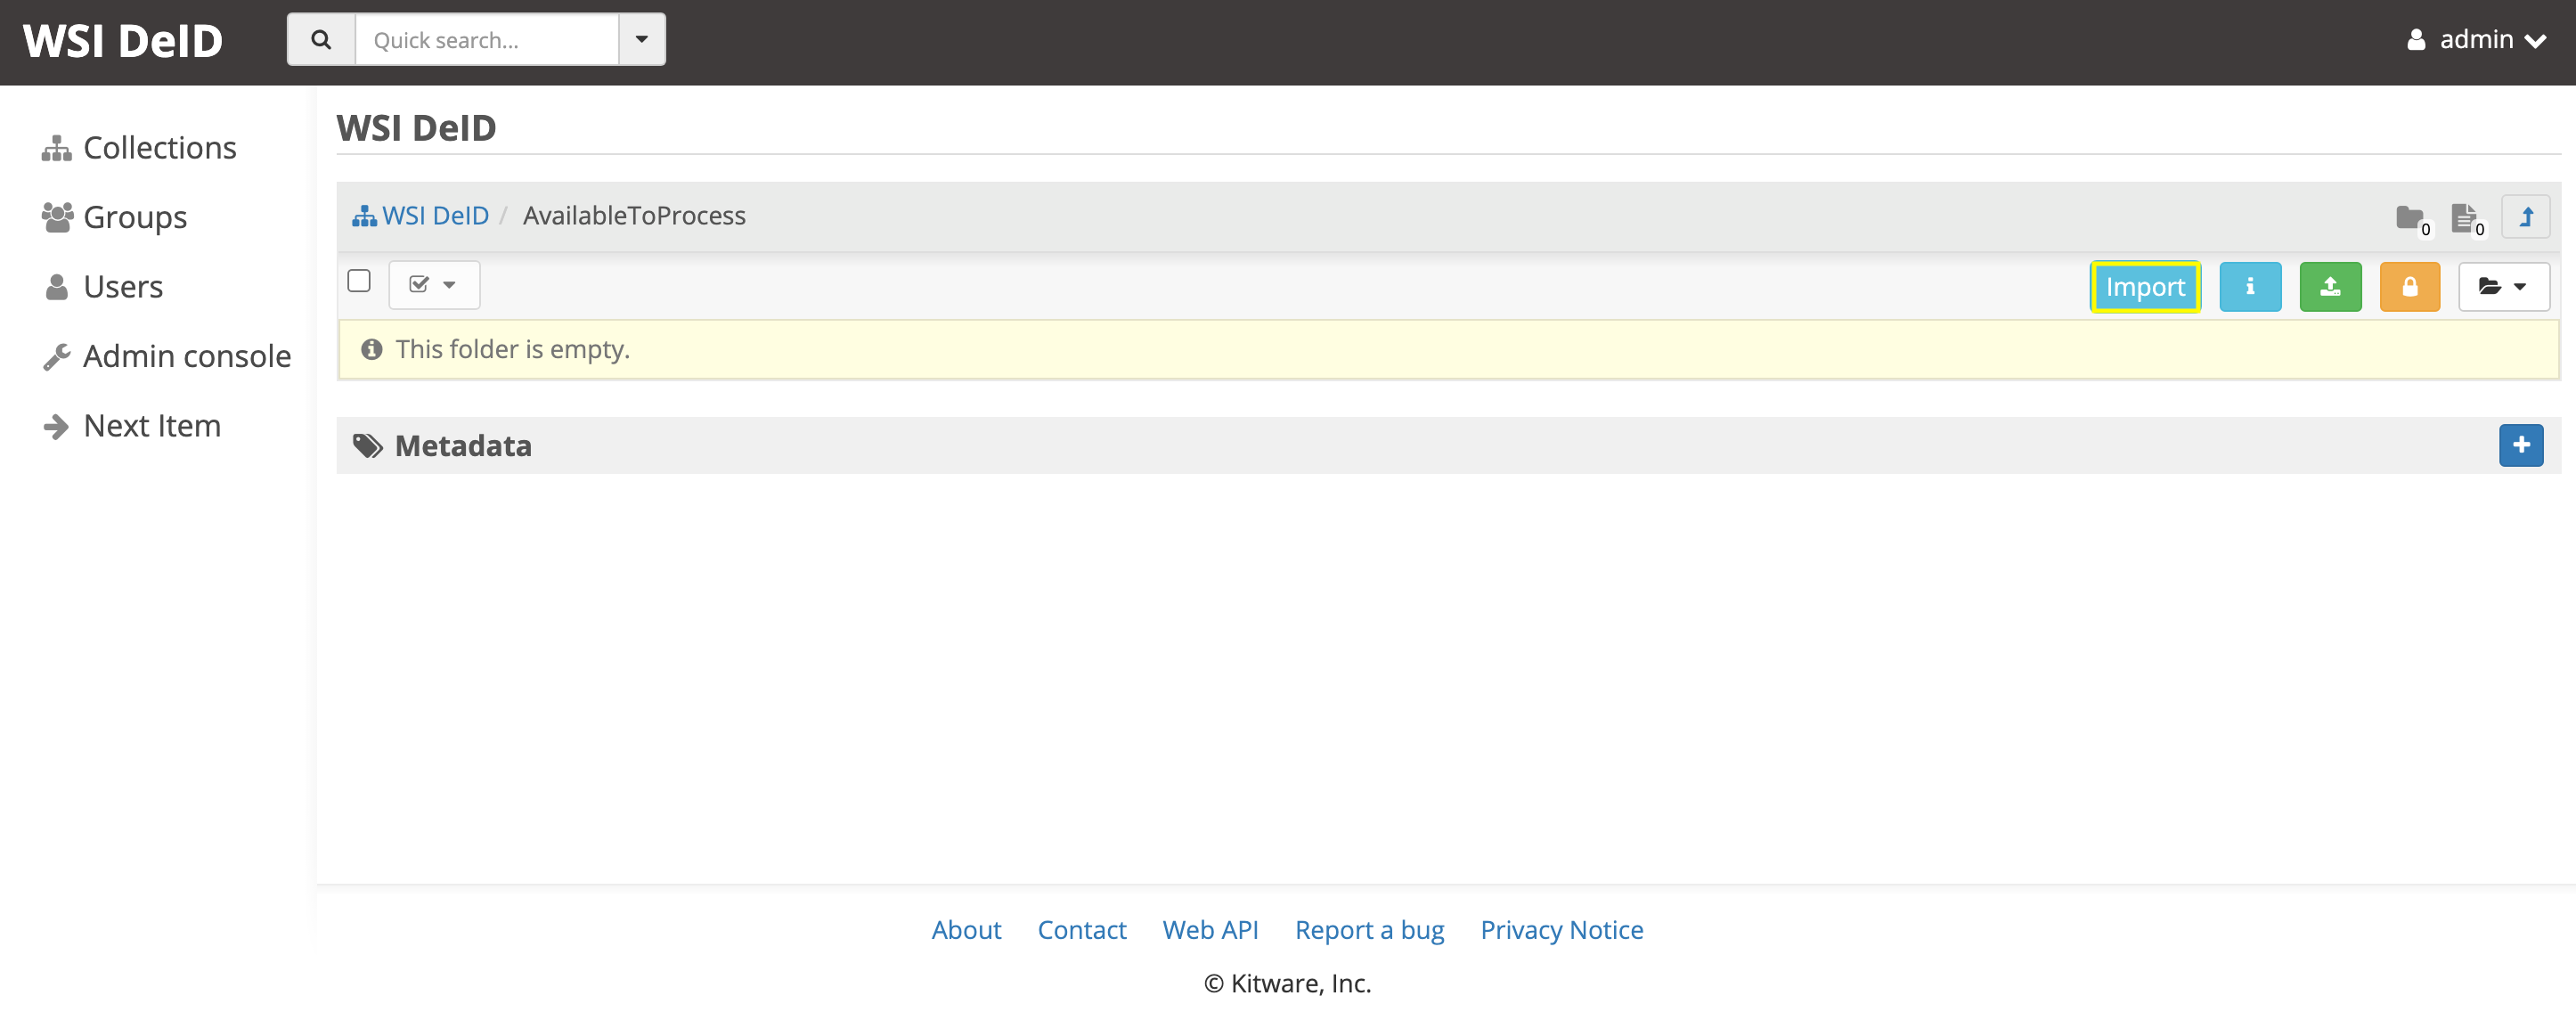 WSI DeID
Quick search...
admin
Collections
Groups
Users
Admin console
Next Item
WSI DeID
WSI DeID / AvailableToProcess
0
0
Import
This folder is empty.
Metadata
About Contact Web API Report a bug Privacy Notice
© Kitware, Inc.